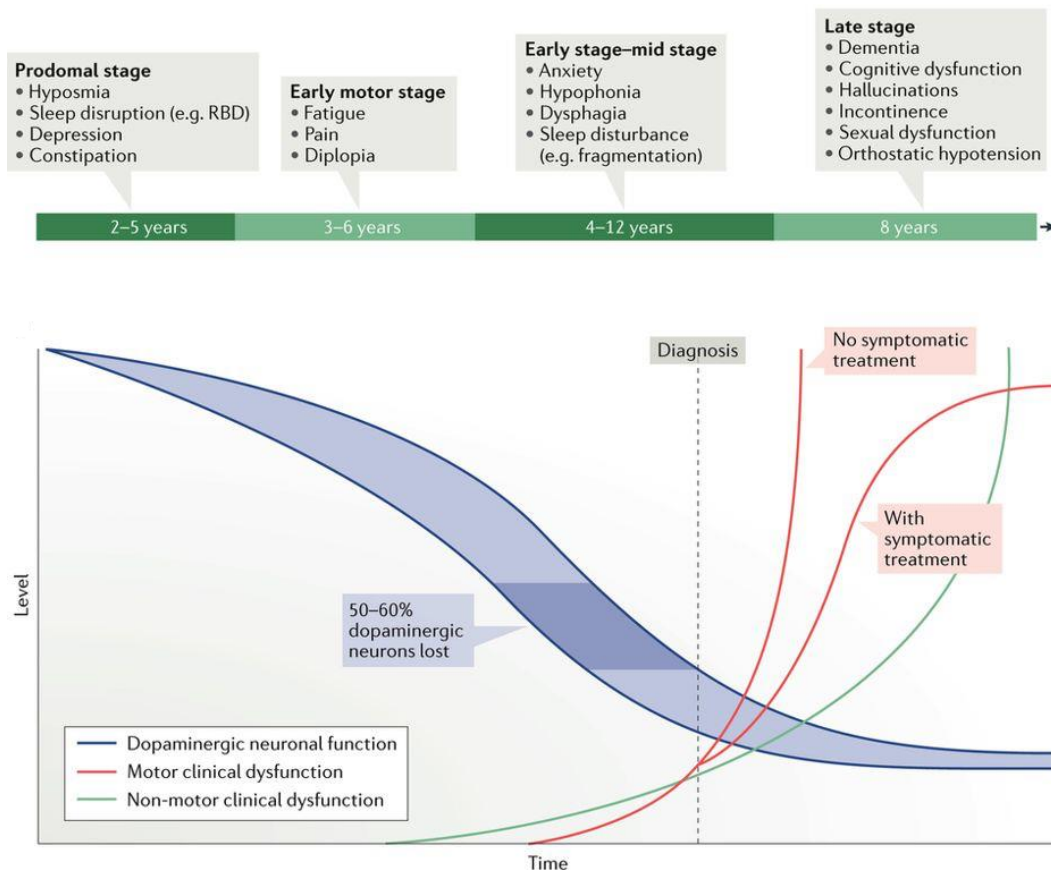 Prodomal stage
• Hyposmia
• Sleep disruption (e.g. RBD)
• Depression
• Constipation
Early motor stage
• Fatigue
• Pain
• Diplopia
Early stage–mid stage
• Anxiety
• Hypophonia
• Dysphagia
• Sleep disturbance
(e.g. fragmentation)
Late stage
• Dementia
• Cognitive dysfunction
• Hallucinations
• Incontinence
• Sexual dysfunction
• Orthostatic hypotension
2–5 years
3–6 years
4–12 years
8 years
Diagnosis
No symptomatic
treatment
With
symptomatic
treatment
50–60%
dopaminergic
neurons lost
Level
Dopaminergic neuronal function
Motor clinical dysfunction
Non-motor clinical dysfunction
Time